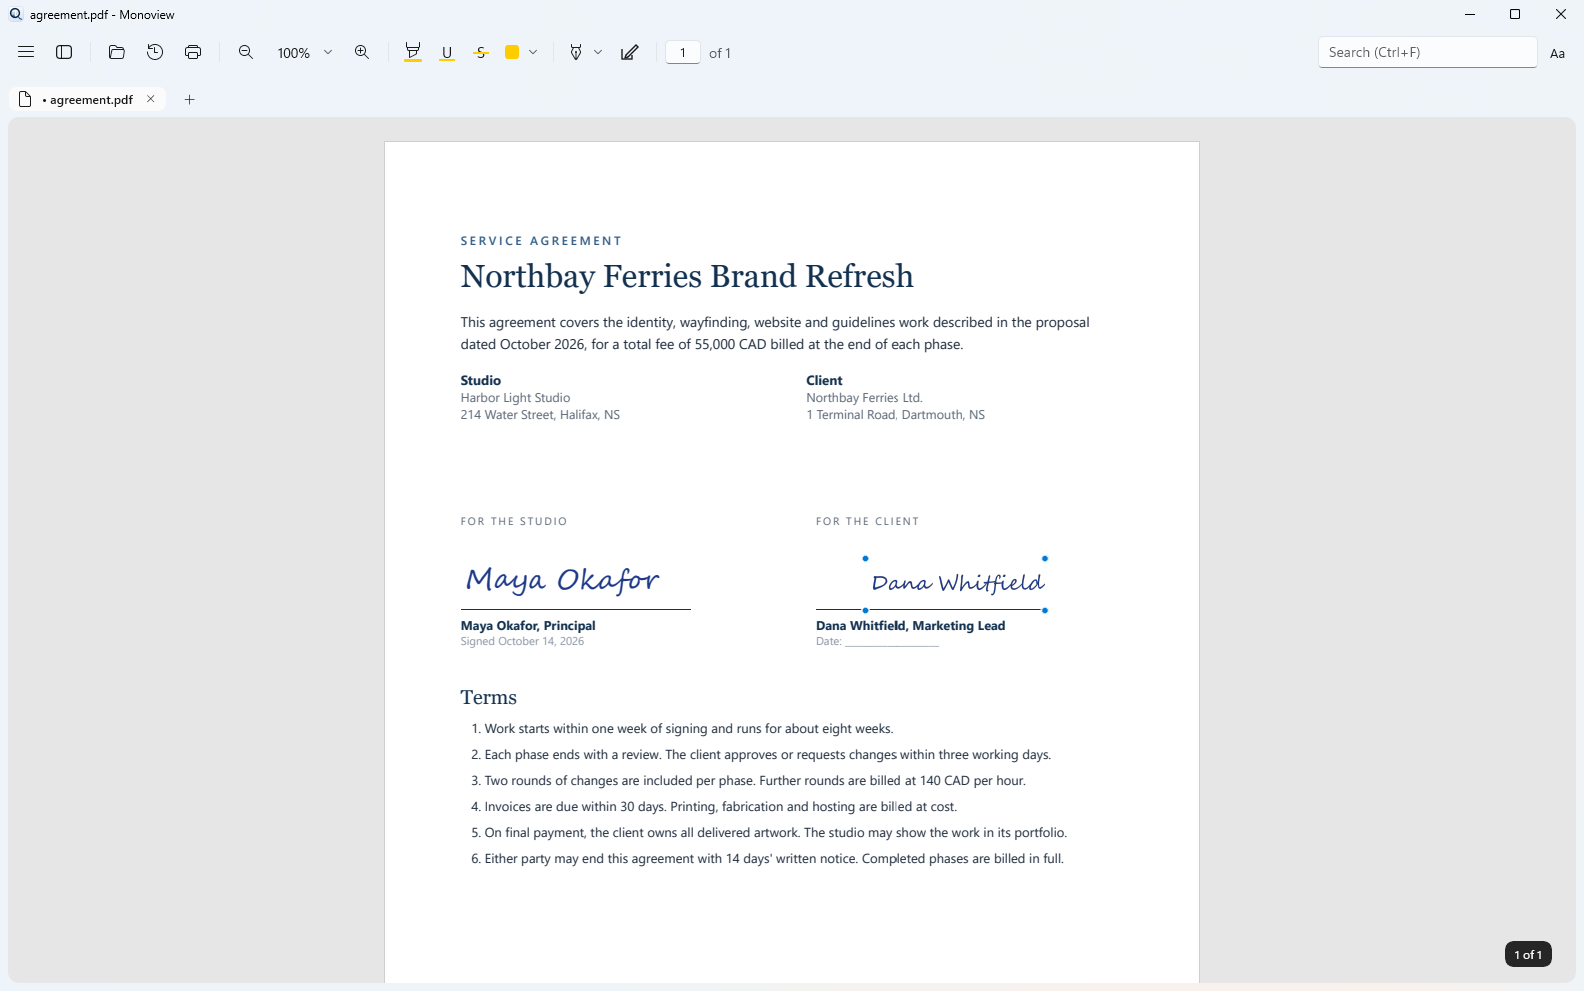 agreement.pdf - Monoview
100%
U
S
1 of 1
Search (Ctrl+F)
Aa
• agreement.pdf
SERVICE AGREEMENT
Northbay Ferries Brand Refresh
This agreement covers the identity, wayfinding, website and guidelines work described in the proposal
dated October 2026, for a total fee of 55,000 CAD billed at the end of each phase.
Studio
Harbor Light Studio
214 Water Street, Halifax, NS
Client
Northbay Ferries Ltd.
1 Terminal Road, Dartmouth, NS
FOR THE STUDIO
Maya Okafor
Maya Okafor, Principal
Signed October 14, 2026
FOR THE CLIENT
Dana Whitfield
Dana Whitfield, Marketing Lead
Date: ________________
Terms
1. Work starts within one week of signing and runs for about eight weeks.
2. Each phase ends with a review. The client approves or requests changes within three working days.
3. Two rounds of changes are included per phase. Further rounds are billed at 140 CAD per hour.
4. Invoices are due within 30 days. Printing, fabrication and hosting are billed at cost.
5. On final payment, the client owns all delivered artwork. The studio may show the work in its portfolio.
6. Either party may end this agreement with 14 days' written notice. Completed phases are billed in full.
1 of 1